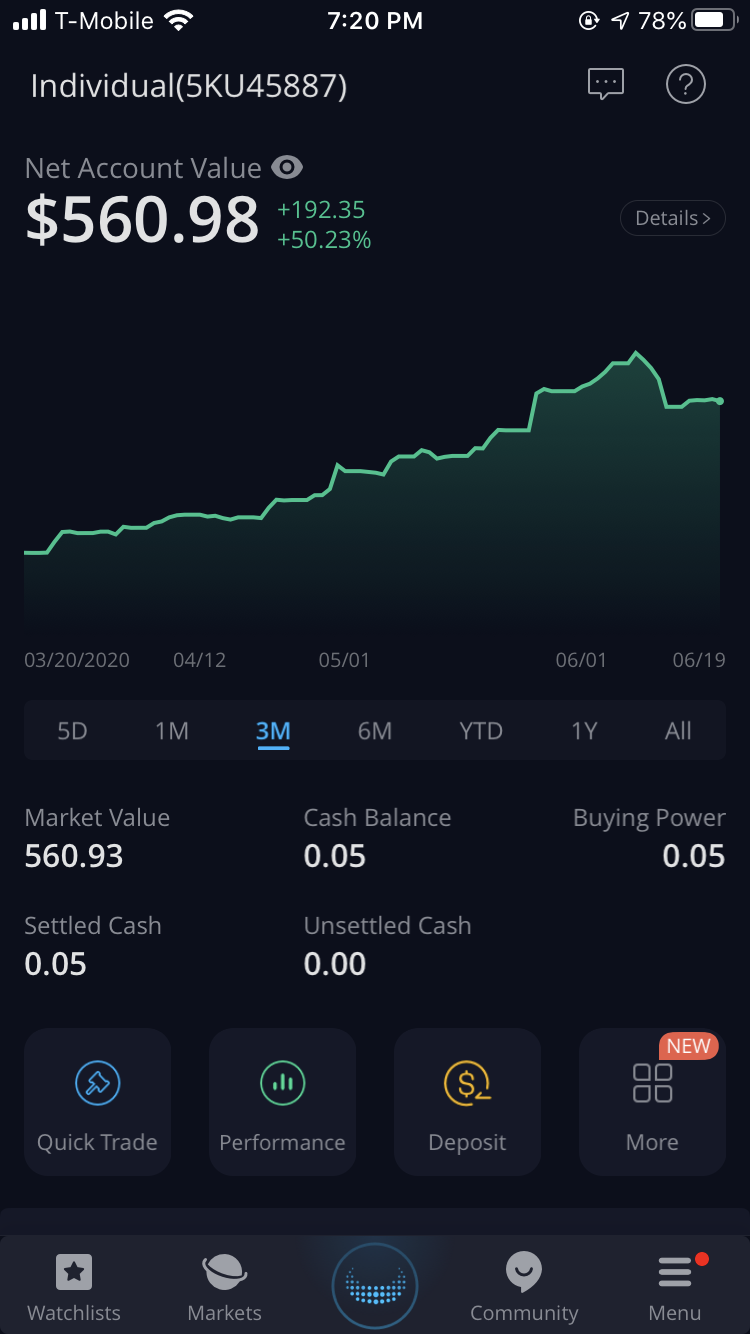 T-Mobile 7:20 PM 78%
Individual(5KU45887)
Net Account Value
$560.98 +192.35
+50.23%
Details >
03/20/2020 04/12 05/01 06/01 06/19
5D 1M 3M 6M YTD 1Y All
Market Value Cash Balance Buying Power
560.93 0.05 0.05
Settled Cash Unsettled Cash
0.05 0.00
NEW
Quick Trade Performance Deposit More
Watchlists Markets Community Menu